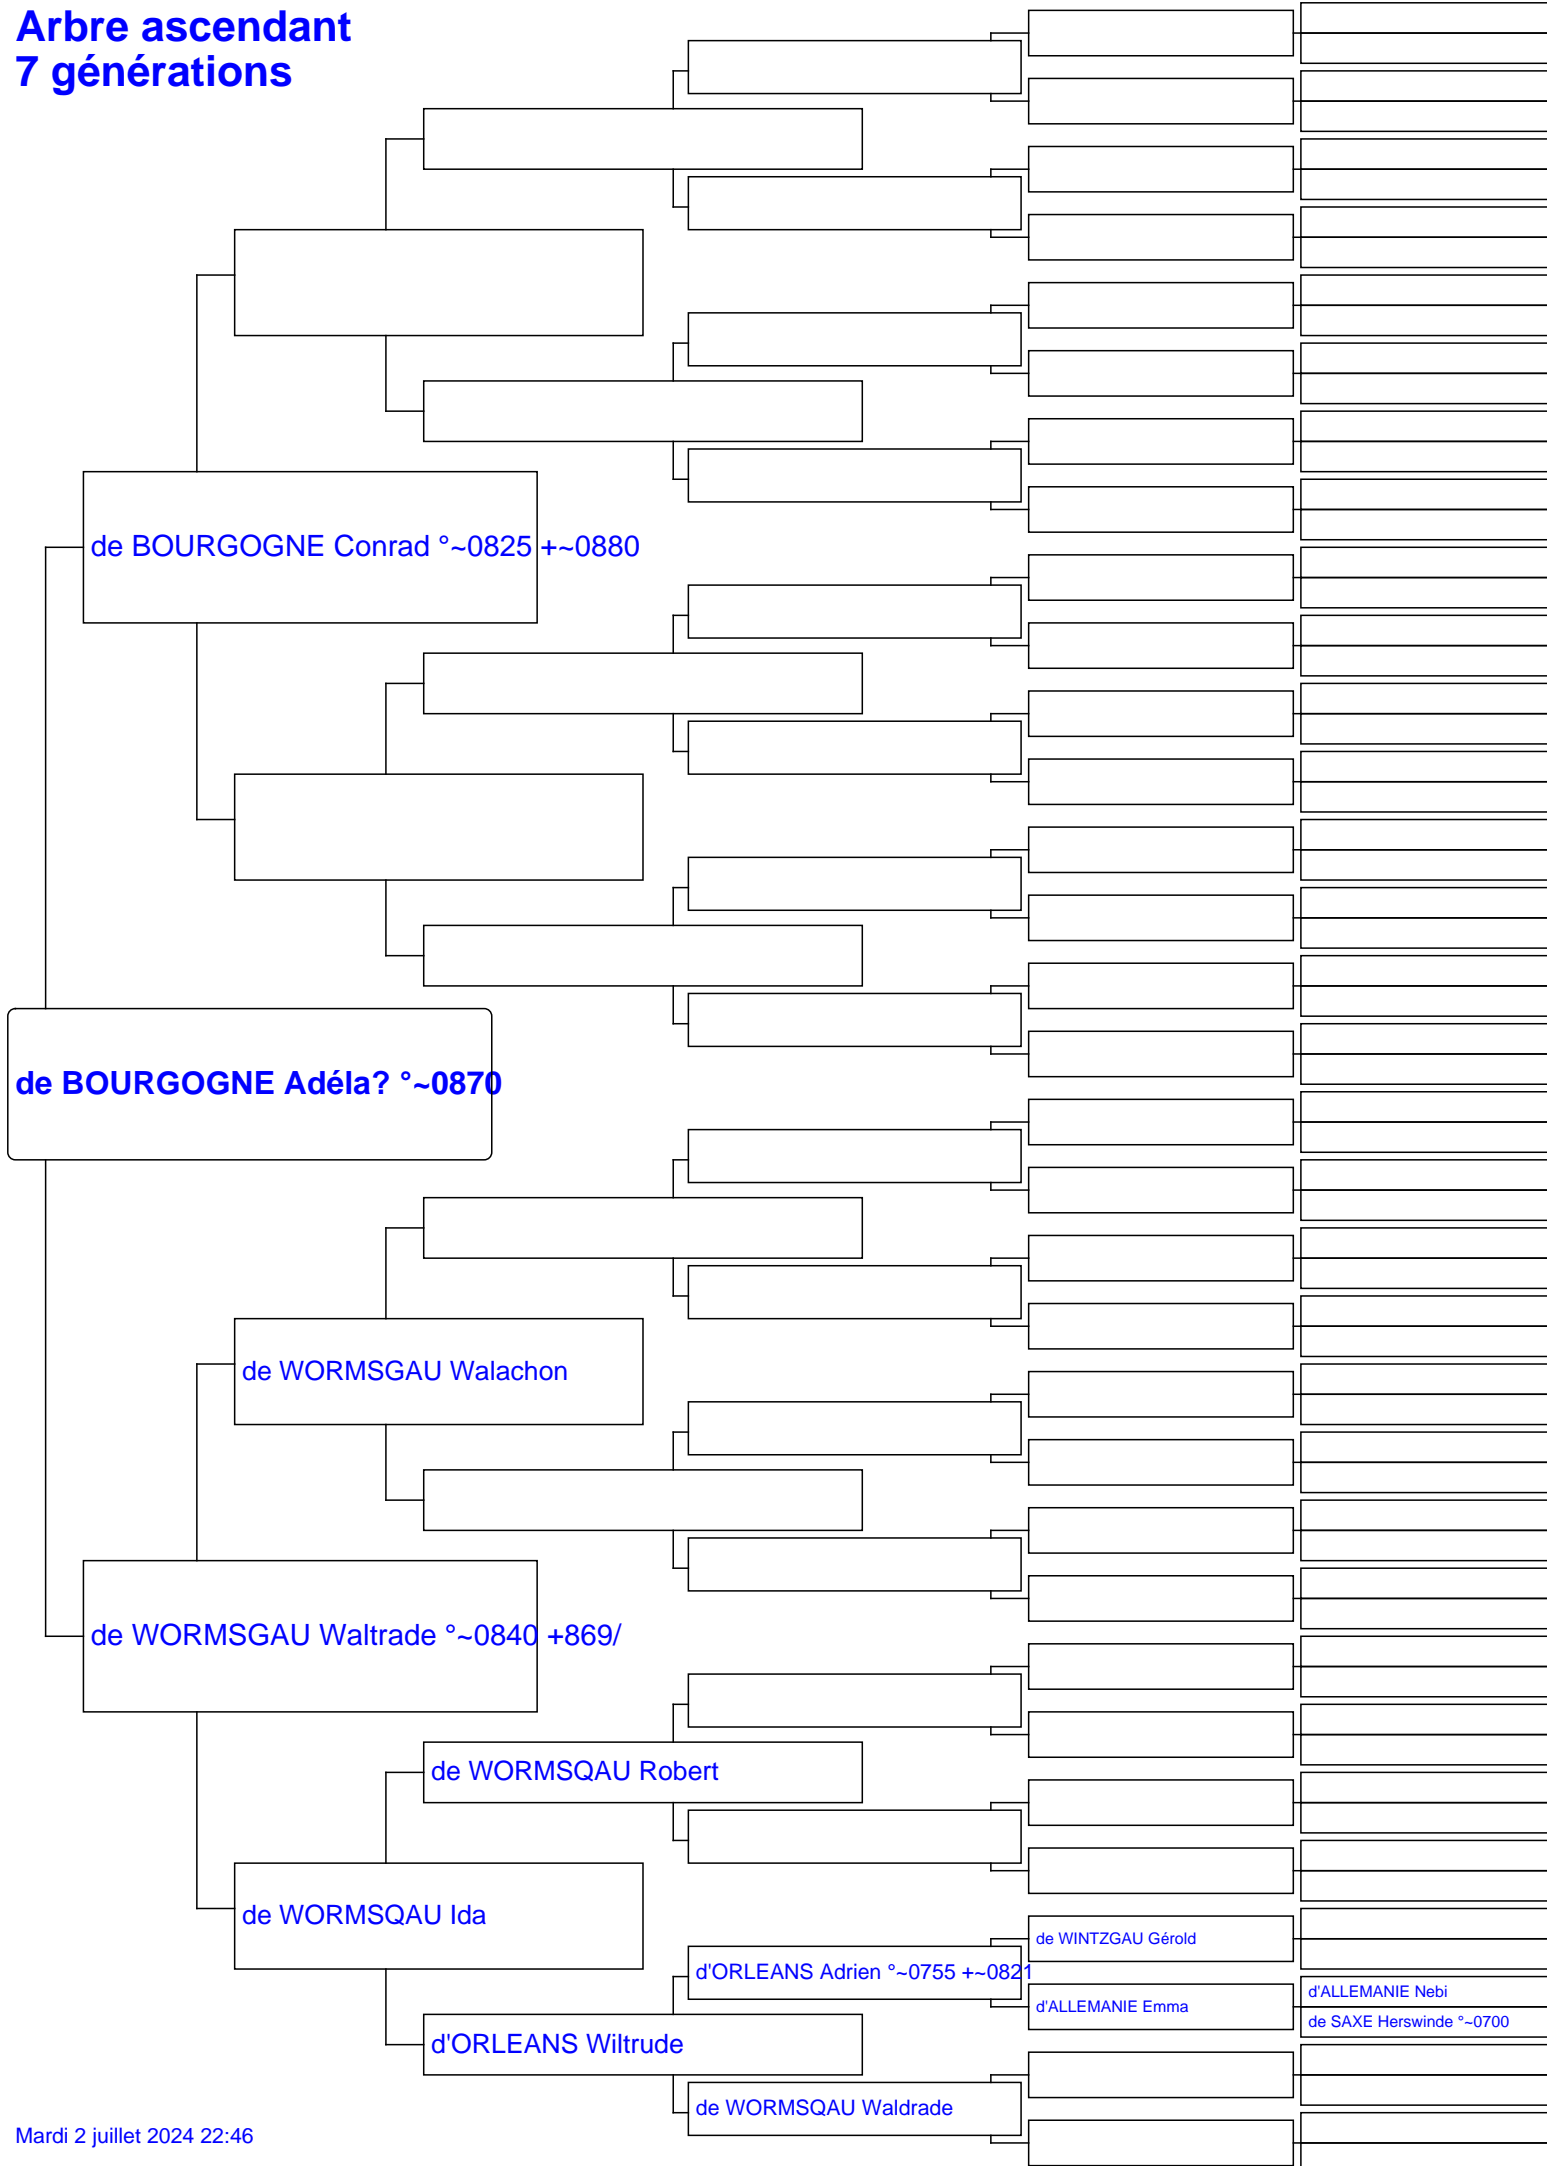 Arbre ascendant
7 générations
de BOURGOGNE Conrad °~0825 +~0880
de BOURGOGNE Adéla? °~0870
de WORMSGAU Walachon
de WORMSGAU Waltrade °~0840 +869/
de WORMSQAU Robert
de WORMSQAU Ida
de WINTZGAU Gérold
d'ORLEANS Adrien °~0755 +~0821
d'ALLEMANIE Nebi
d'ALLEMANIE Emma
de SAXE Herswinde °~0700
d'ORLEANS Wiltrude
de WORMSQAU Waldrade
Mardi 2 juillet 2024 22:46